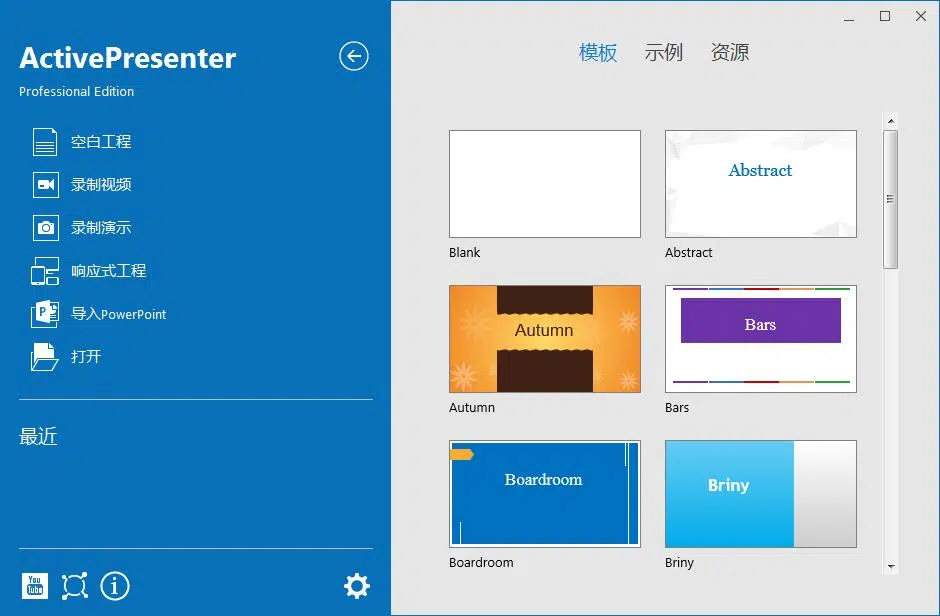 ActivePresenter
Professional Edition
空白工程
录制视频
录制演示
响应式工程
导入PowerPoint
打开
最近
You
Tube
模板 示例 资源
Blank
Abstract
Abstract
Autumn
Autumn
Bars
Bars
Boardroom
Boardroom
Briny
Briny